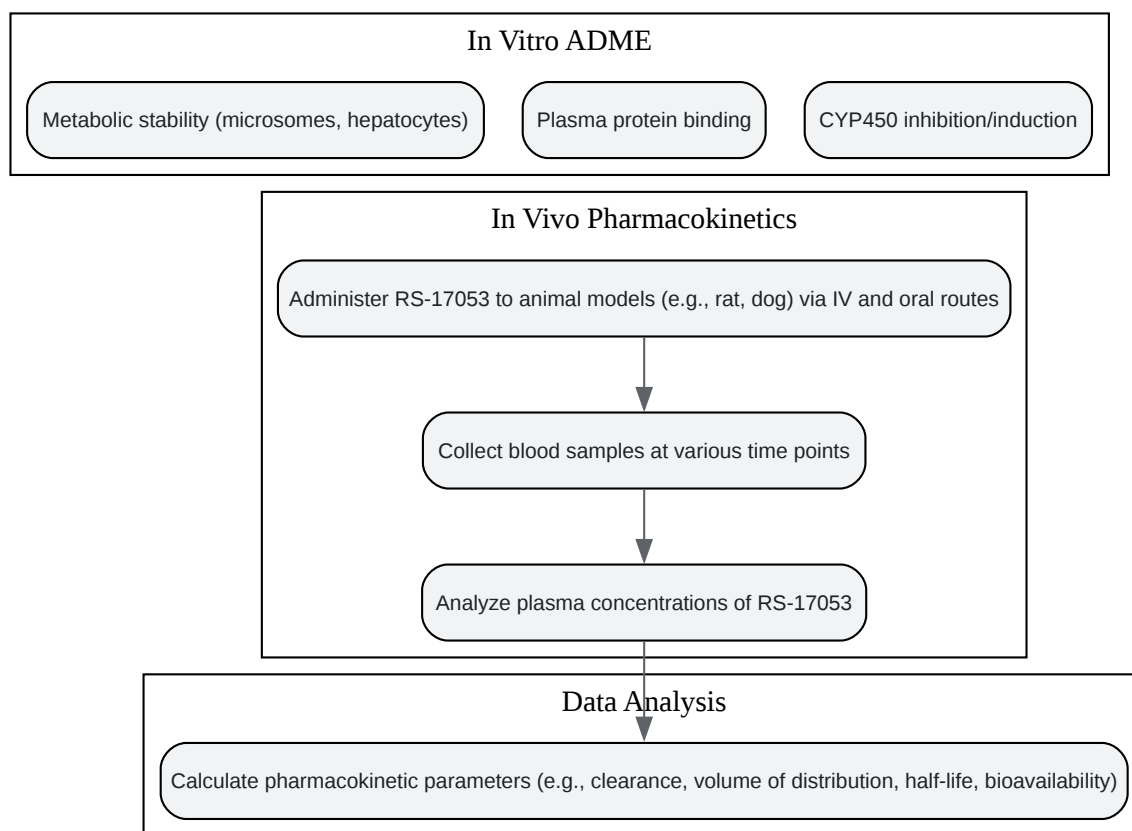 In Vitro ADME
Metabolic stability (microsomes, hepatocytes)
Plasma protein binding
CYP450 inhibition/induction
In Vivo Pharmacokinetics
Administer RS-17053 to animal models (e.g., rat, dog) via IV and oral routes
Collect blood samples at various time points
Analyze plasma concentrations of RS-17053
Data Analysis
Calculate pharmacokinetic parameters (e.g., clearance, volume of distribution, half-life, bioavailability)